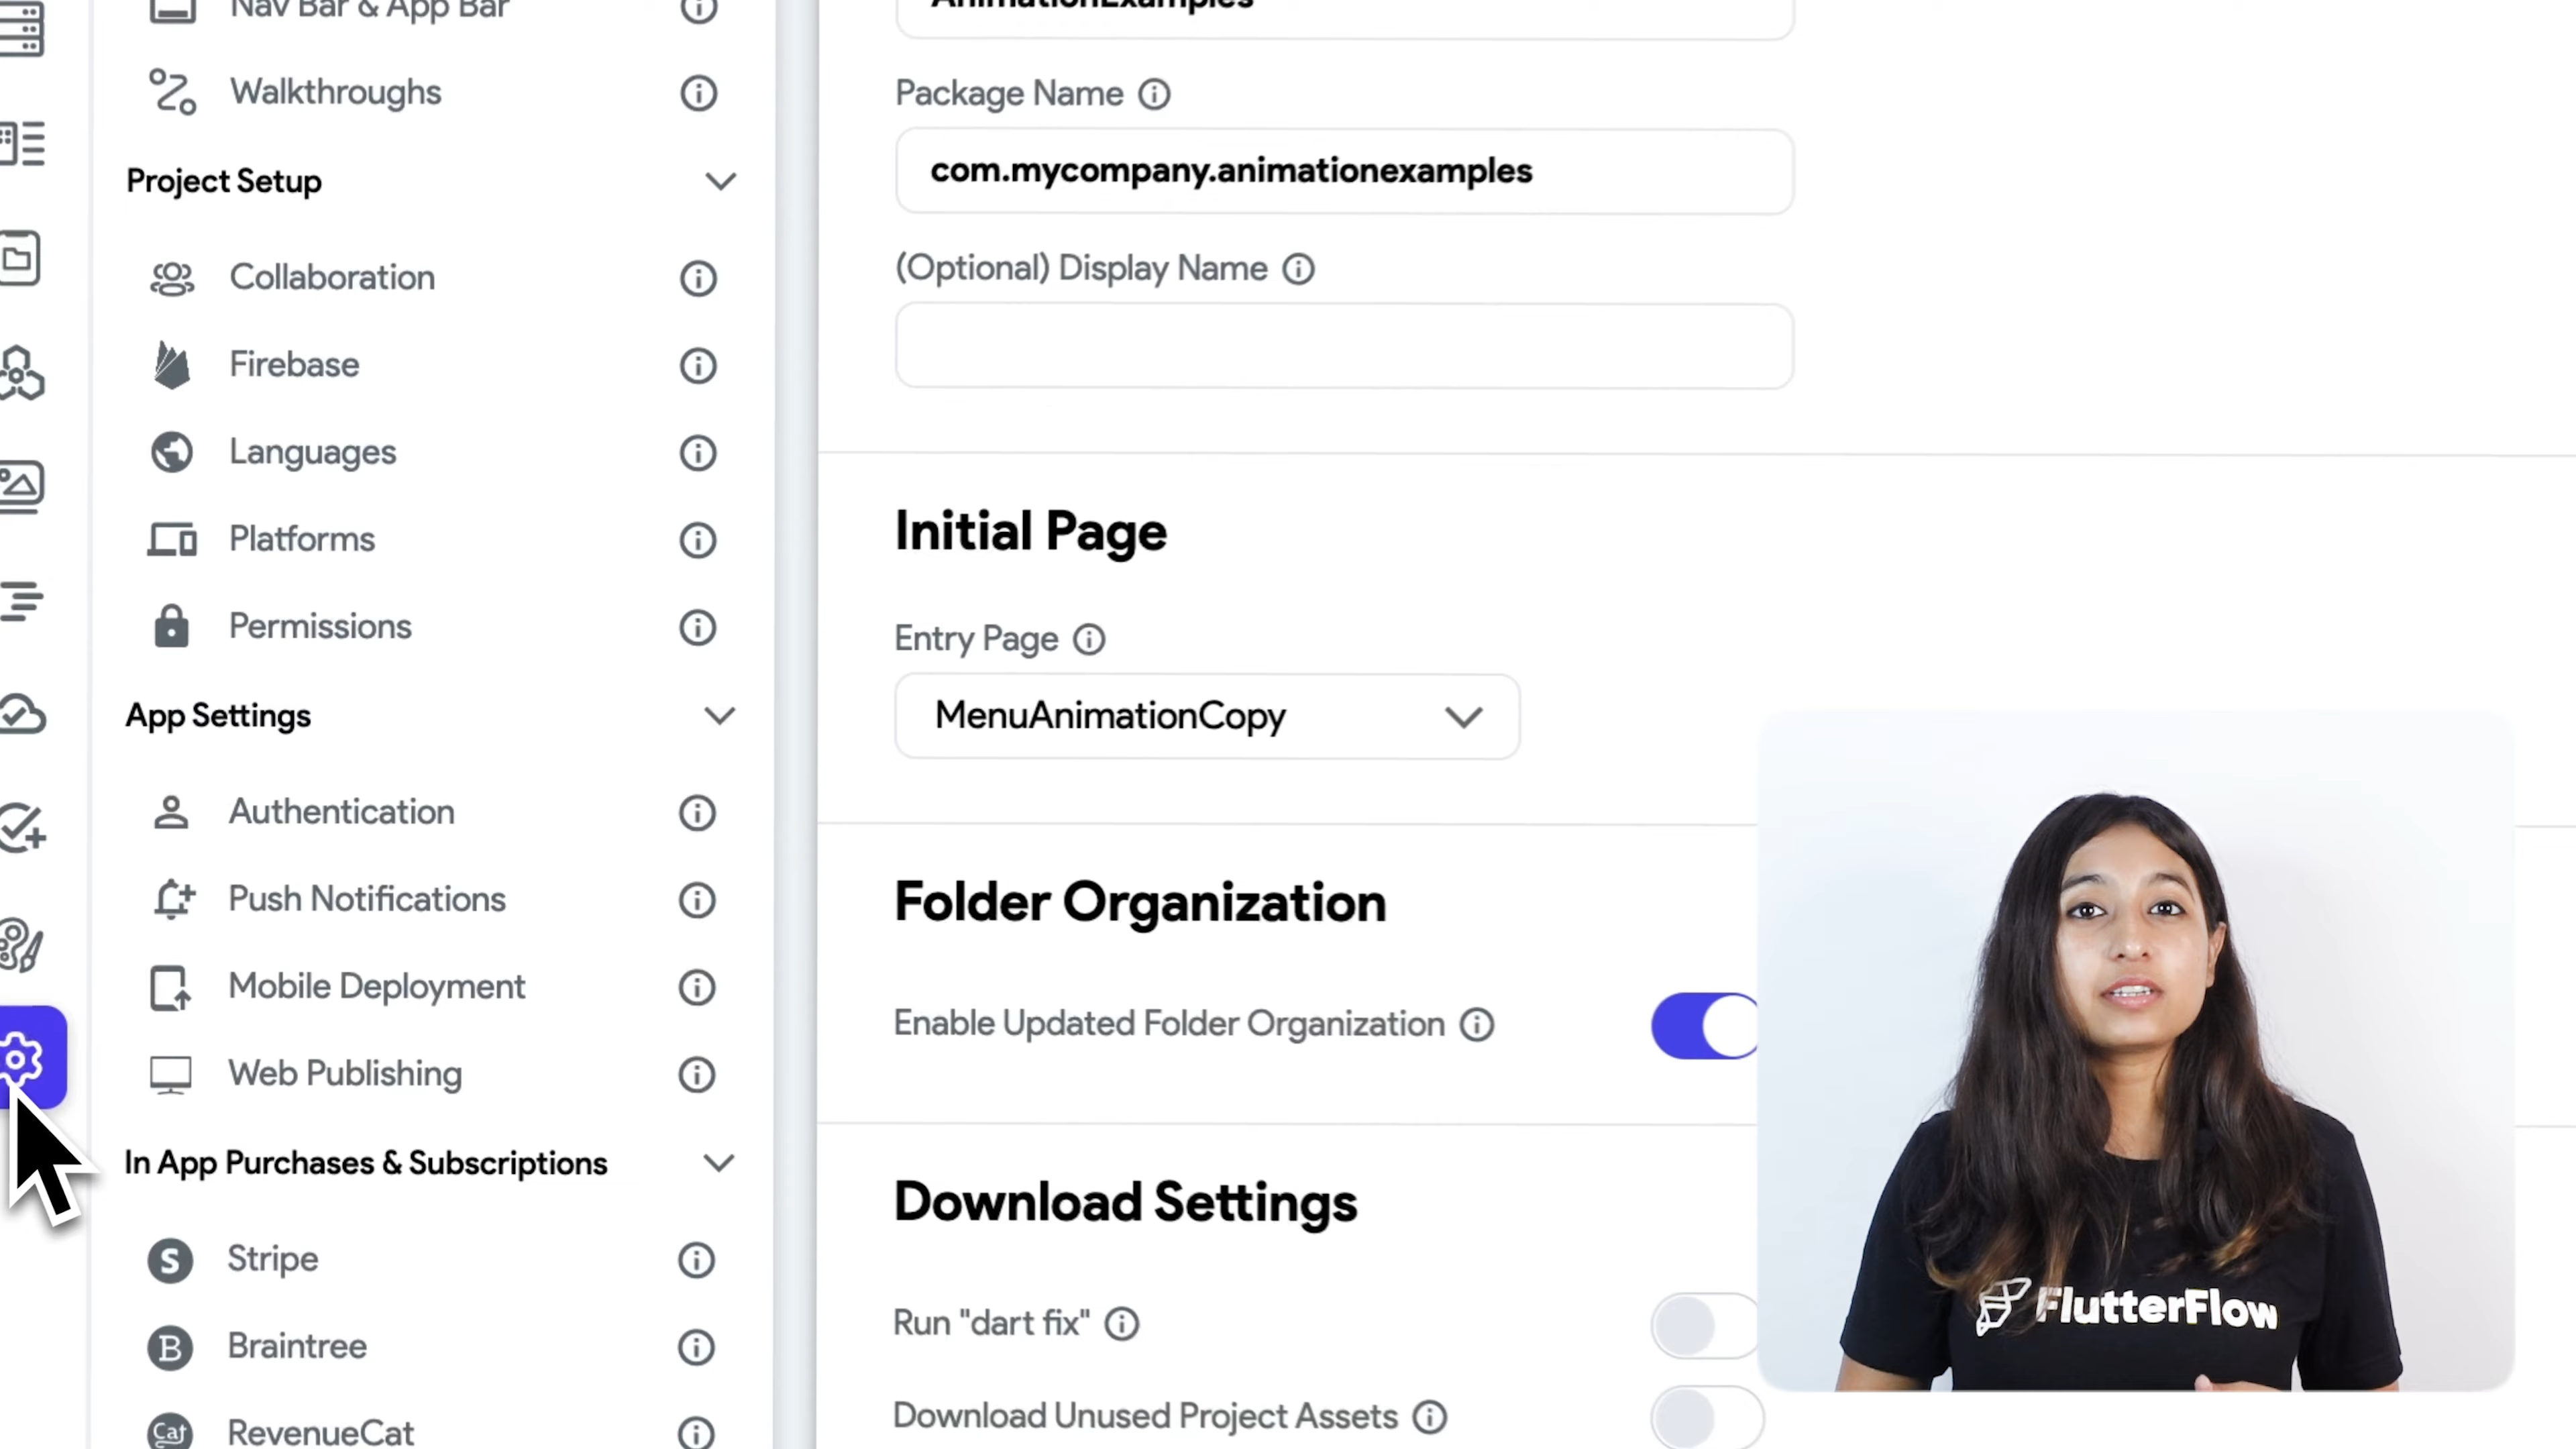 Nav Bar & App Bar
Walkthroughs
Project Setup
Collaboration
Firebase
Languages
Platforms
Permissions
App Settings
Authentication
Push Notifications
Mobile Deployment
Web Publishing
In App Purchases & Subscriptions
Stripe
Braintree
RevenueCat
AnimationExamples
Package Name
com.mycompany.animationexamples
(Optional) Display Name
Initial Page
Entry Page
MenuAnimationCopy
Folder Organization
Enable Updated Folder Organization
Download Settings
Run "dart fix"
Download Unused Project Assets
FlutterFlow